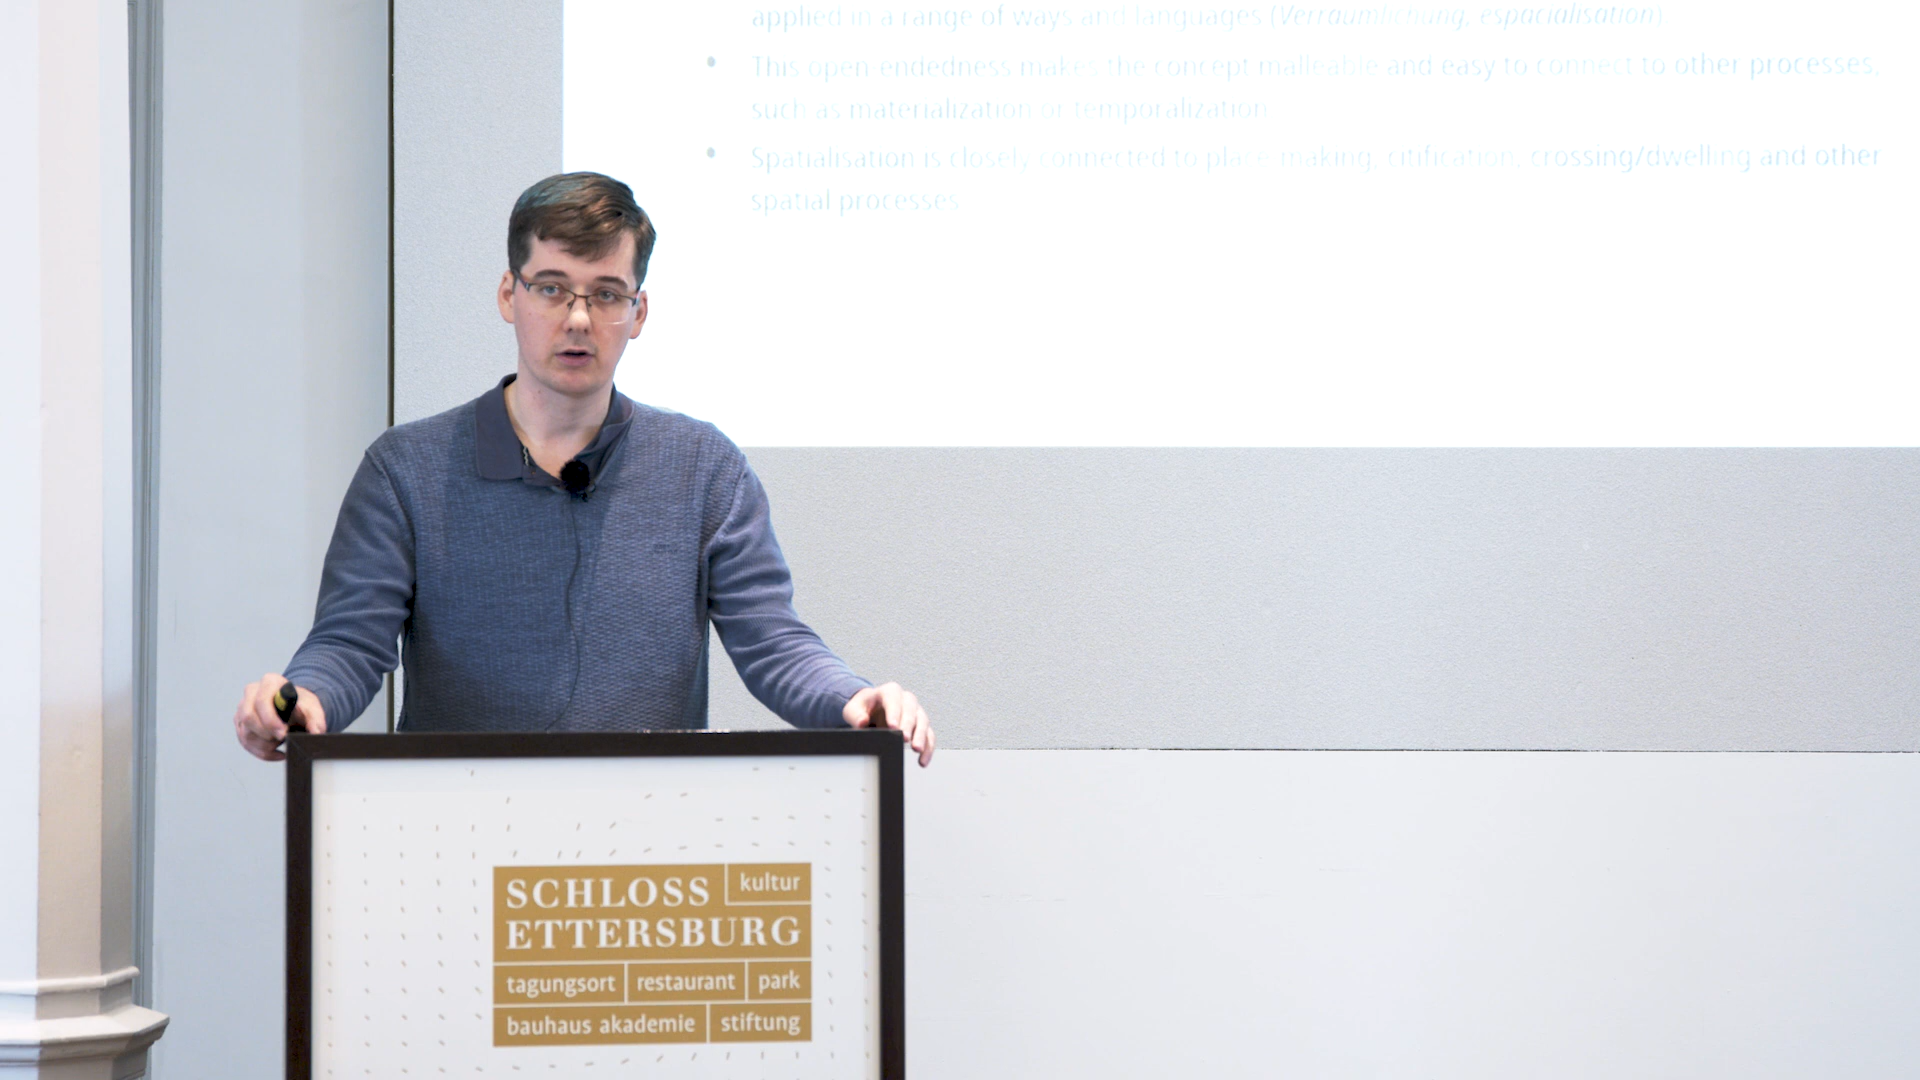 applied in a range of ways and languages (Verräumlichung, espacialisation)
• This open endedness makes the concept malleable and easy to connect to other processes,
such as materialization or temporalization
• Spatialisation is closely connected to place-making, citification, crossing/dwelling and other
spatial processes
SCHLOSS kultur
ETTERSBURG
tagungsort restaurant park
bauhaus akademie stiftung